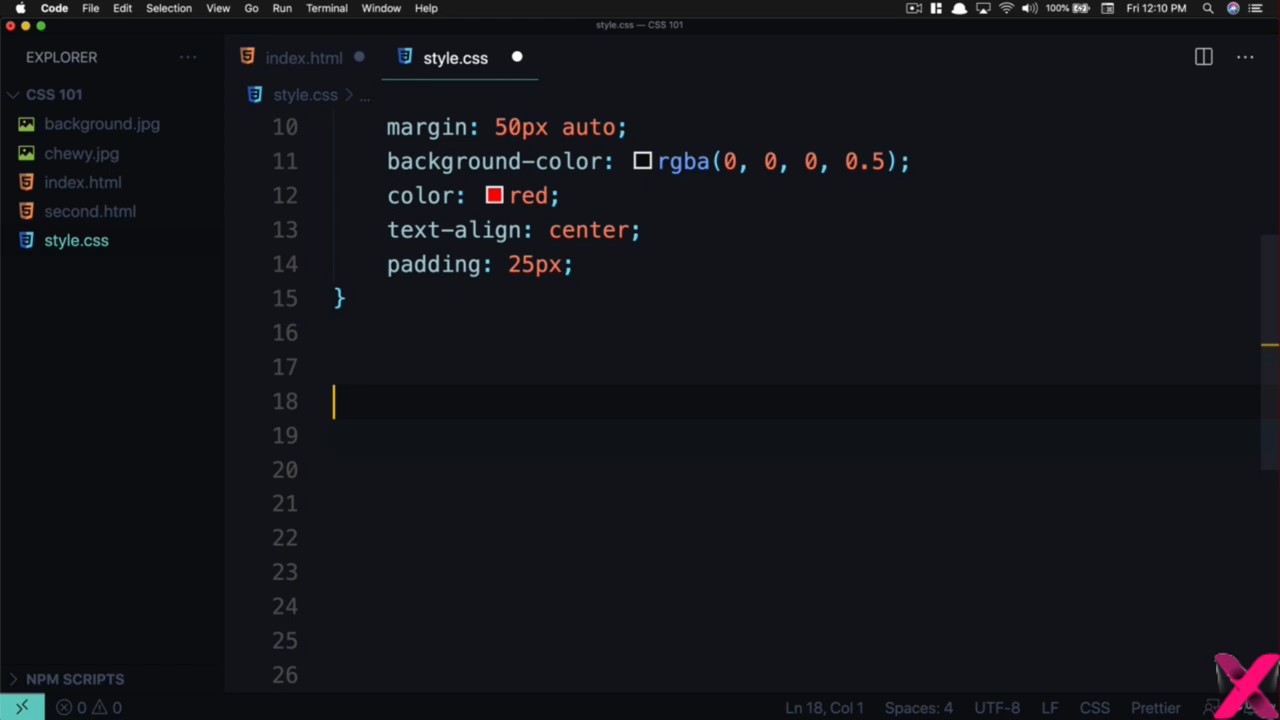 Code File Edit Selection View Go Run Terminal Window Help 100% Fri 12:10 PM
style.css — CSS 101
EXPLORER ...
index.html style.css ...
CSS 101
style.css > ...
background.jpg
chewy.jpg
index.html
second.html
style.css
10 margin: 50px auto;
11 background-color: rgba(0, 0, 0, 0.5);
12 color: red;
13 text-align: center;
14 padding: 25px;
15 }
16
17
18
19
20
21
22
23
24
25
26
NPM SCRIPTS
0 0 Ln 18, Col 1 Spaces: 4 UTF-8 LF CSS Prettier